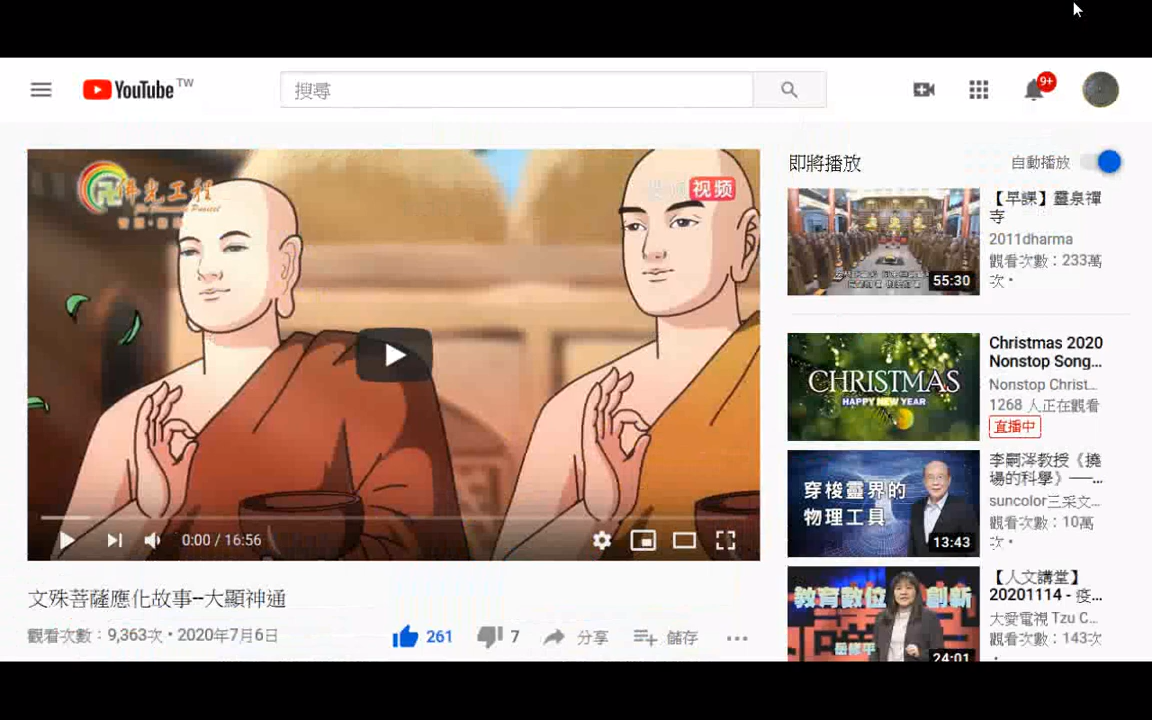 YouTube TW
搜尋
9+
佛光工程
视频
0:00 / 16:56
文殊菩薩應化故事--大顯神通
觀看次數：9,363次 • 2020年7月6日
261
7
分享
儲存
即將播放
自動播放
55:30
【早課】靈泉禪
寺
2011dharma
觀看次數：233萬
次 •
CHRISTMAS
HAPPY NEW YEAR
Christmas 2020
Nonstop Song...
Nonstop Christ...
1268 人正在觀看
直播中
穿梭靈界的
物理工具
13:43
李嗣涔教授《撓
場的科學》──...
suncolor三采文...
觀看次數：10萬
次 •
教育數位 創新
岳修平
24:01
【人文講堂】
20201114 - 疫...
大愛電視 Tzu C...
觀看次數：143次